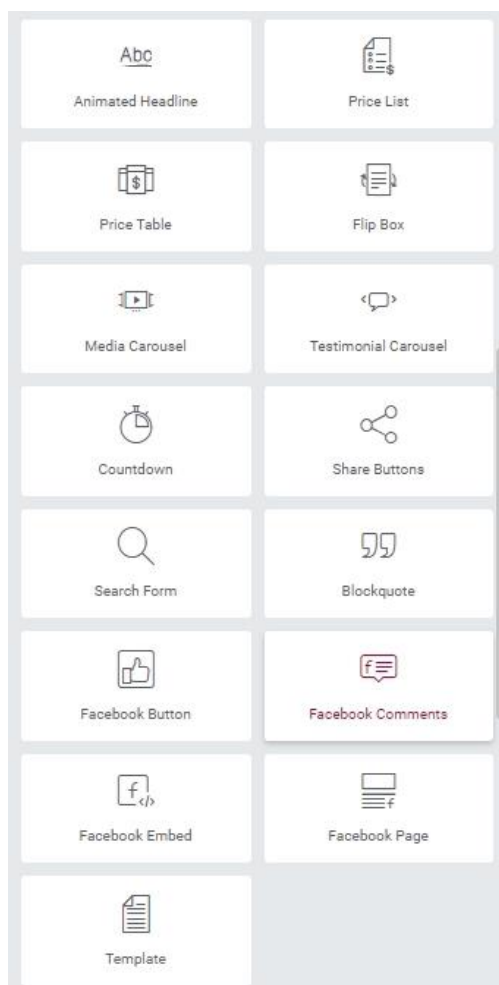 Abc
Animated Headline
Price List
Price Table
Flip Box
Media Carousel
Testimonial Carousel
Countdown
Share Buttons
Search Form
Blockquote
Facebook Button
Facebook Comments
Facebook Embed
Facebook Page
Template